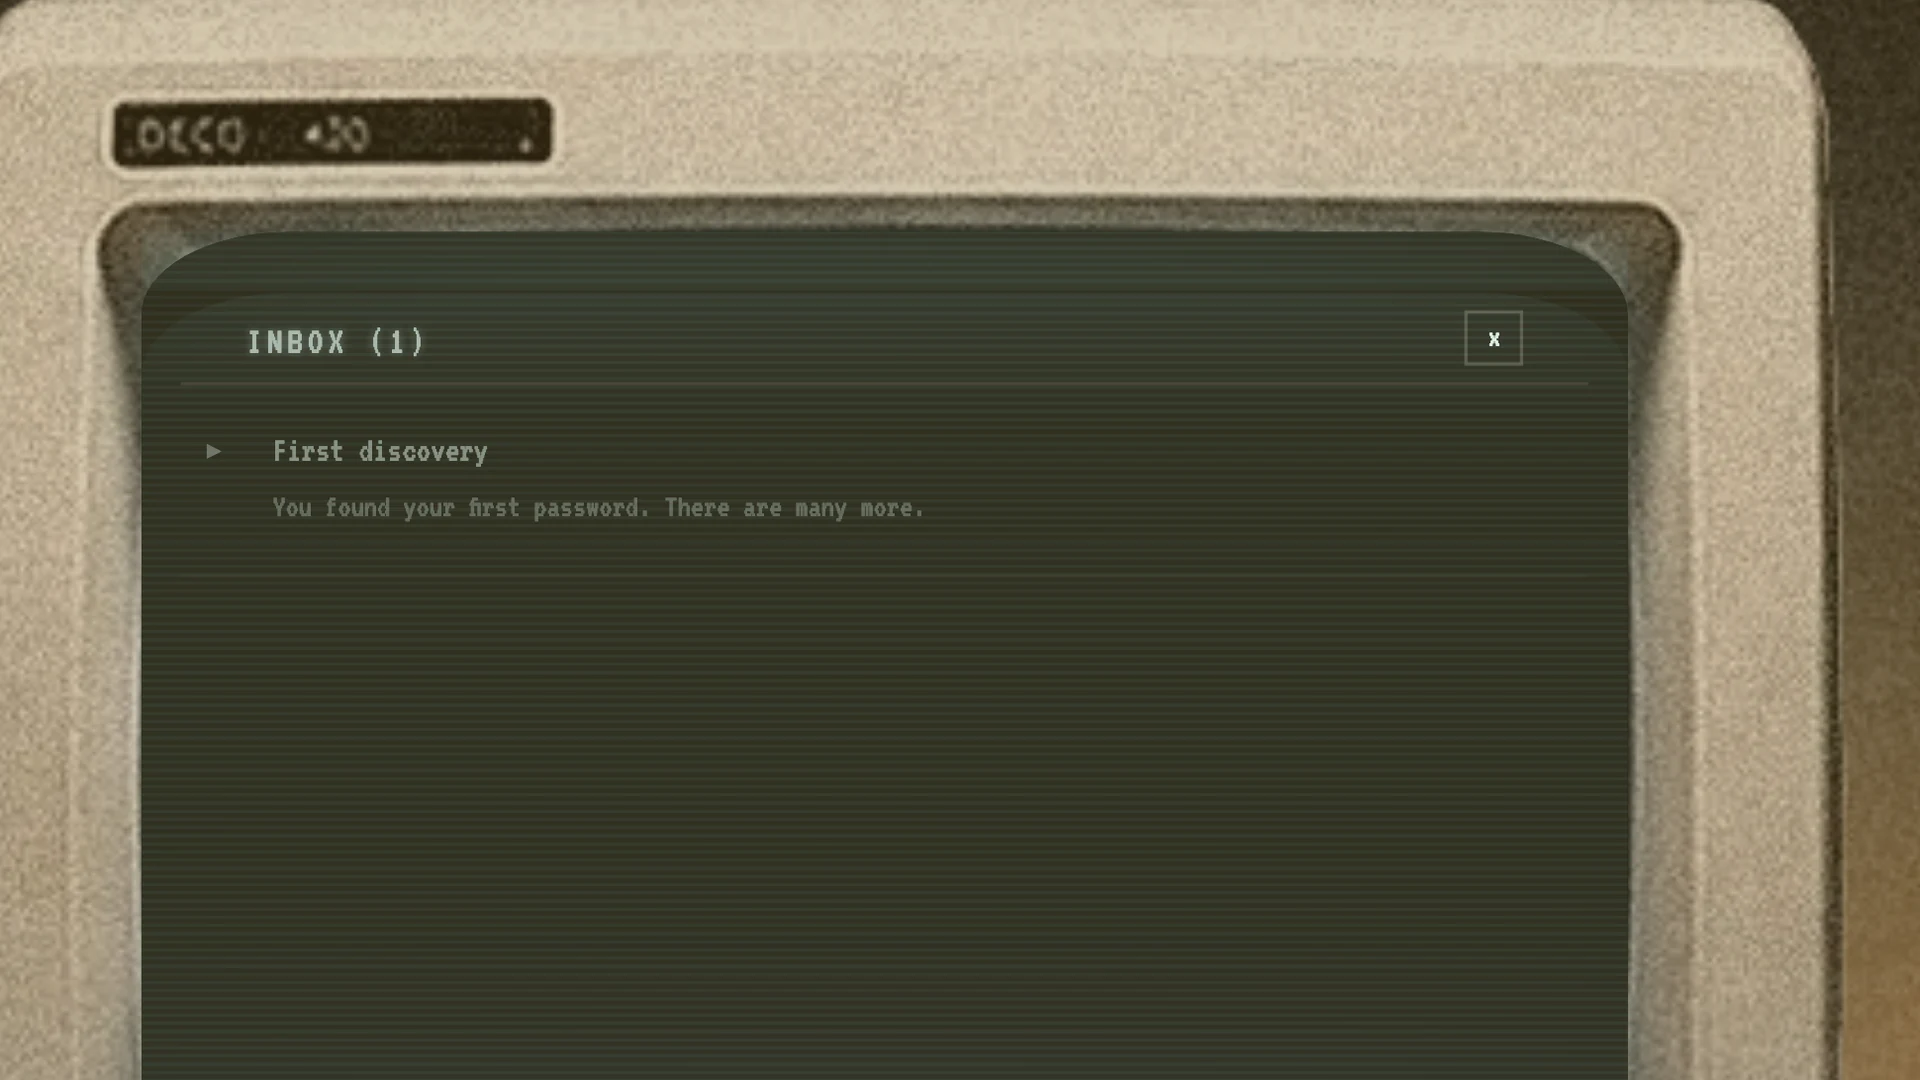 INBOX (1)
x
First discovery
You found your first password. There are many more.